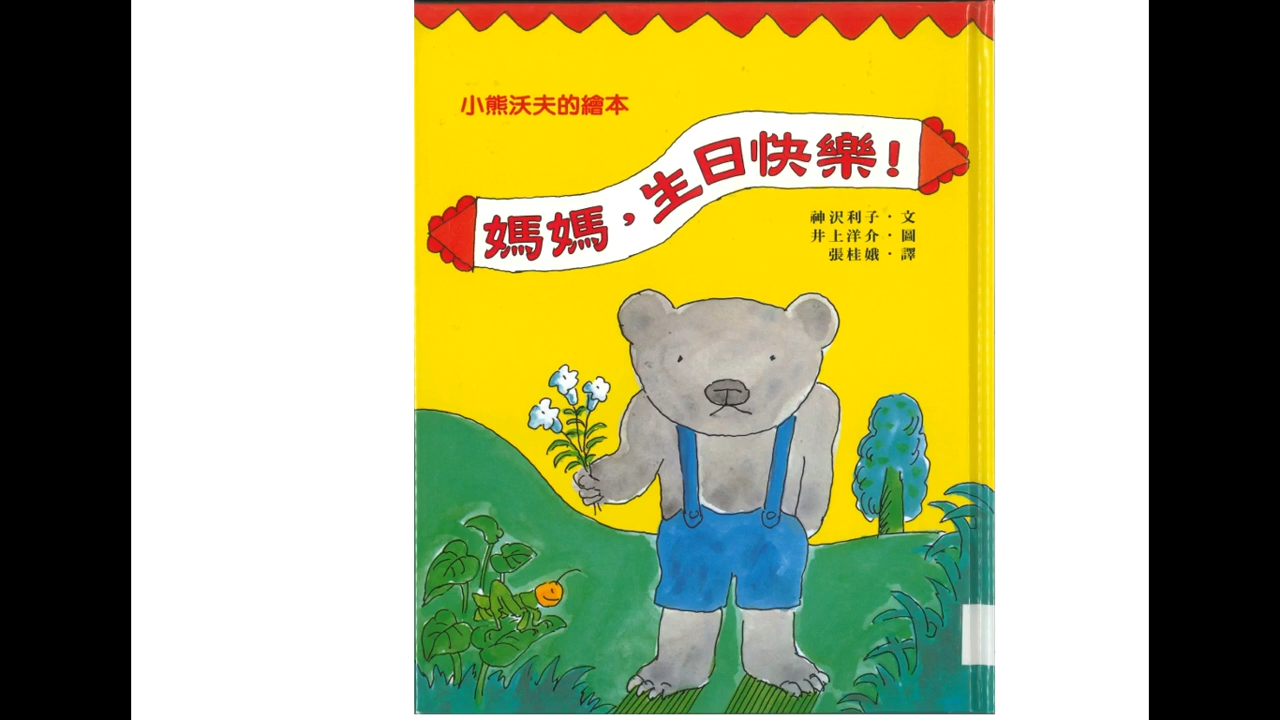 小熊沃夫的繪本
媽媽，生日快樂！
神沢利子・文
井上洋介・圖
張桂娥・譯